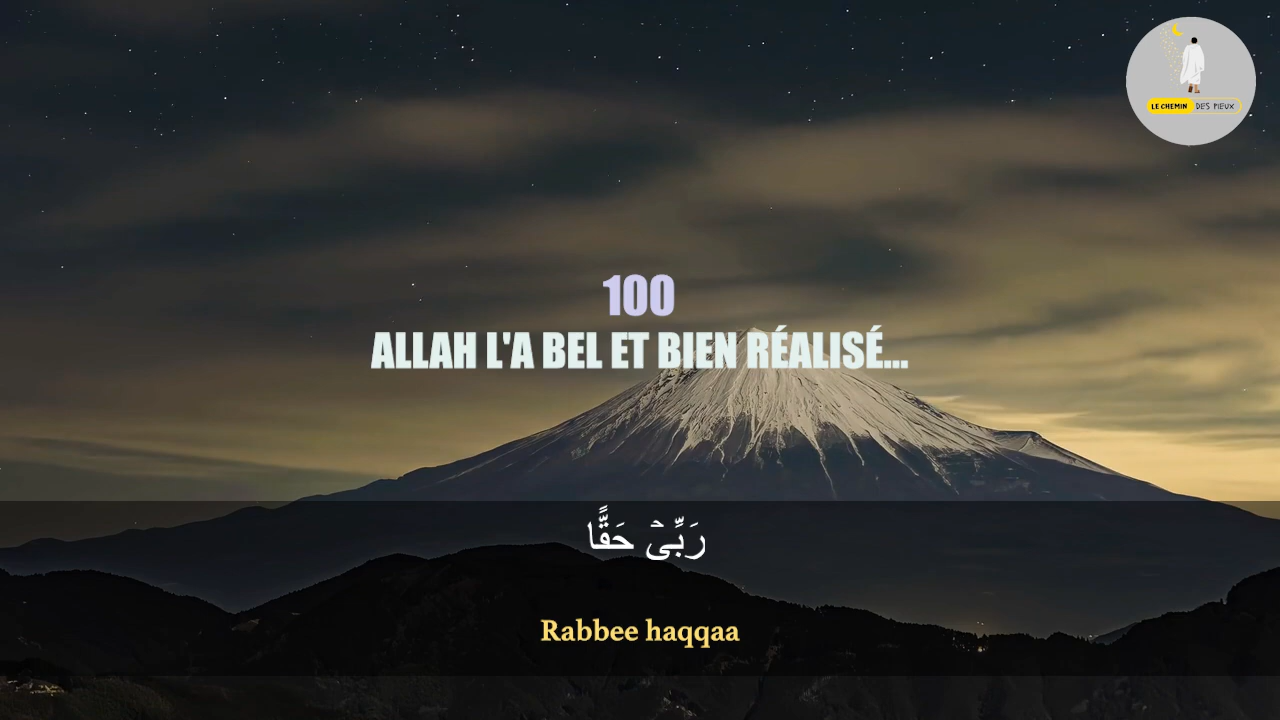 LE CHEMIN DES PIEUX
100
ALLAH L'A BEL ET BIEN RÉALISÉ...
رَبِّىۡ حَقًّا
Rabbee haqqaa